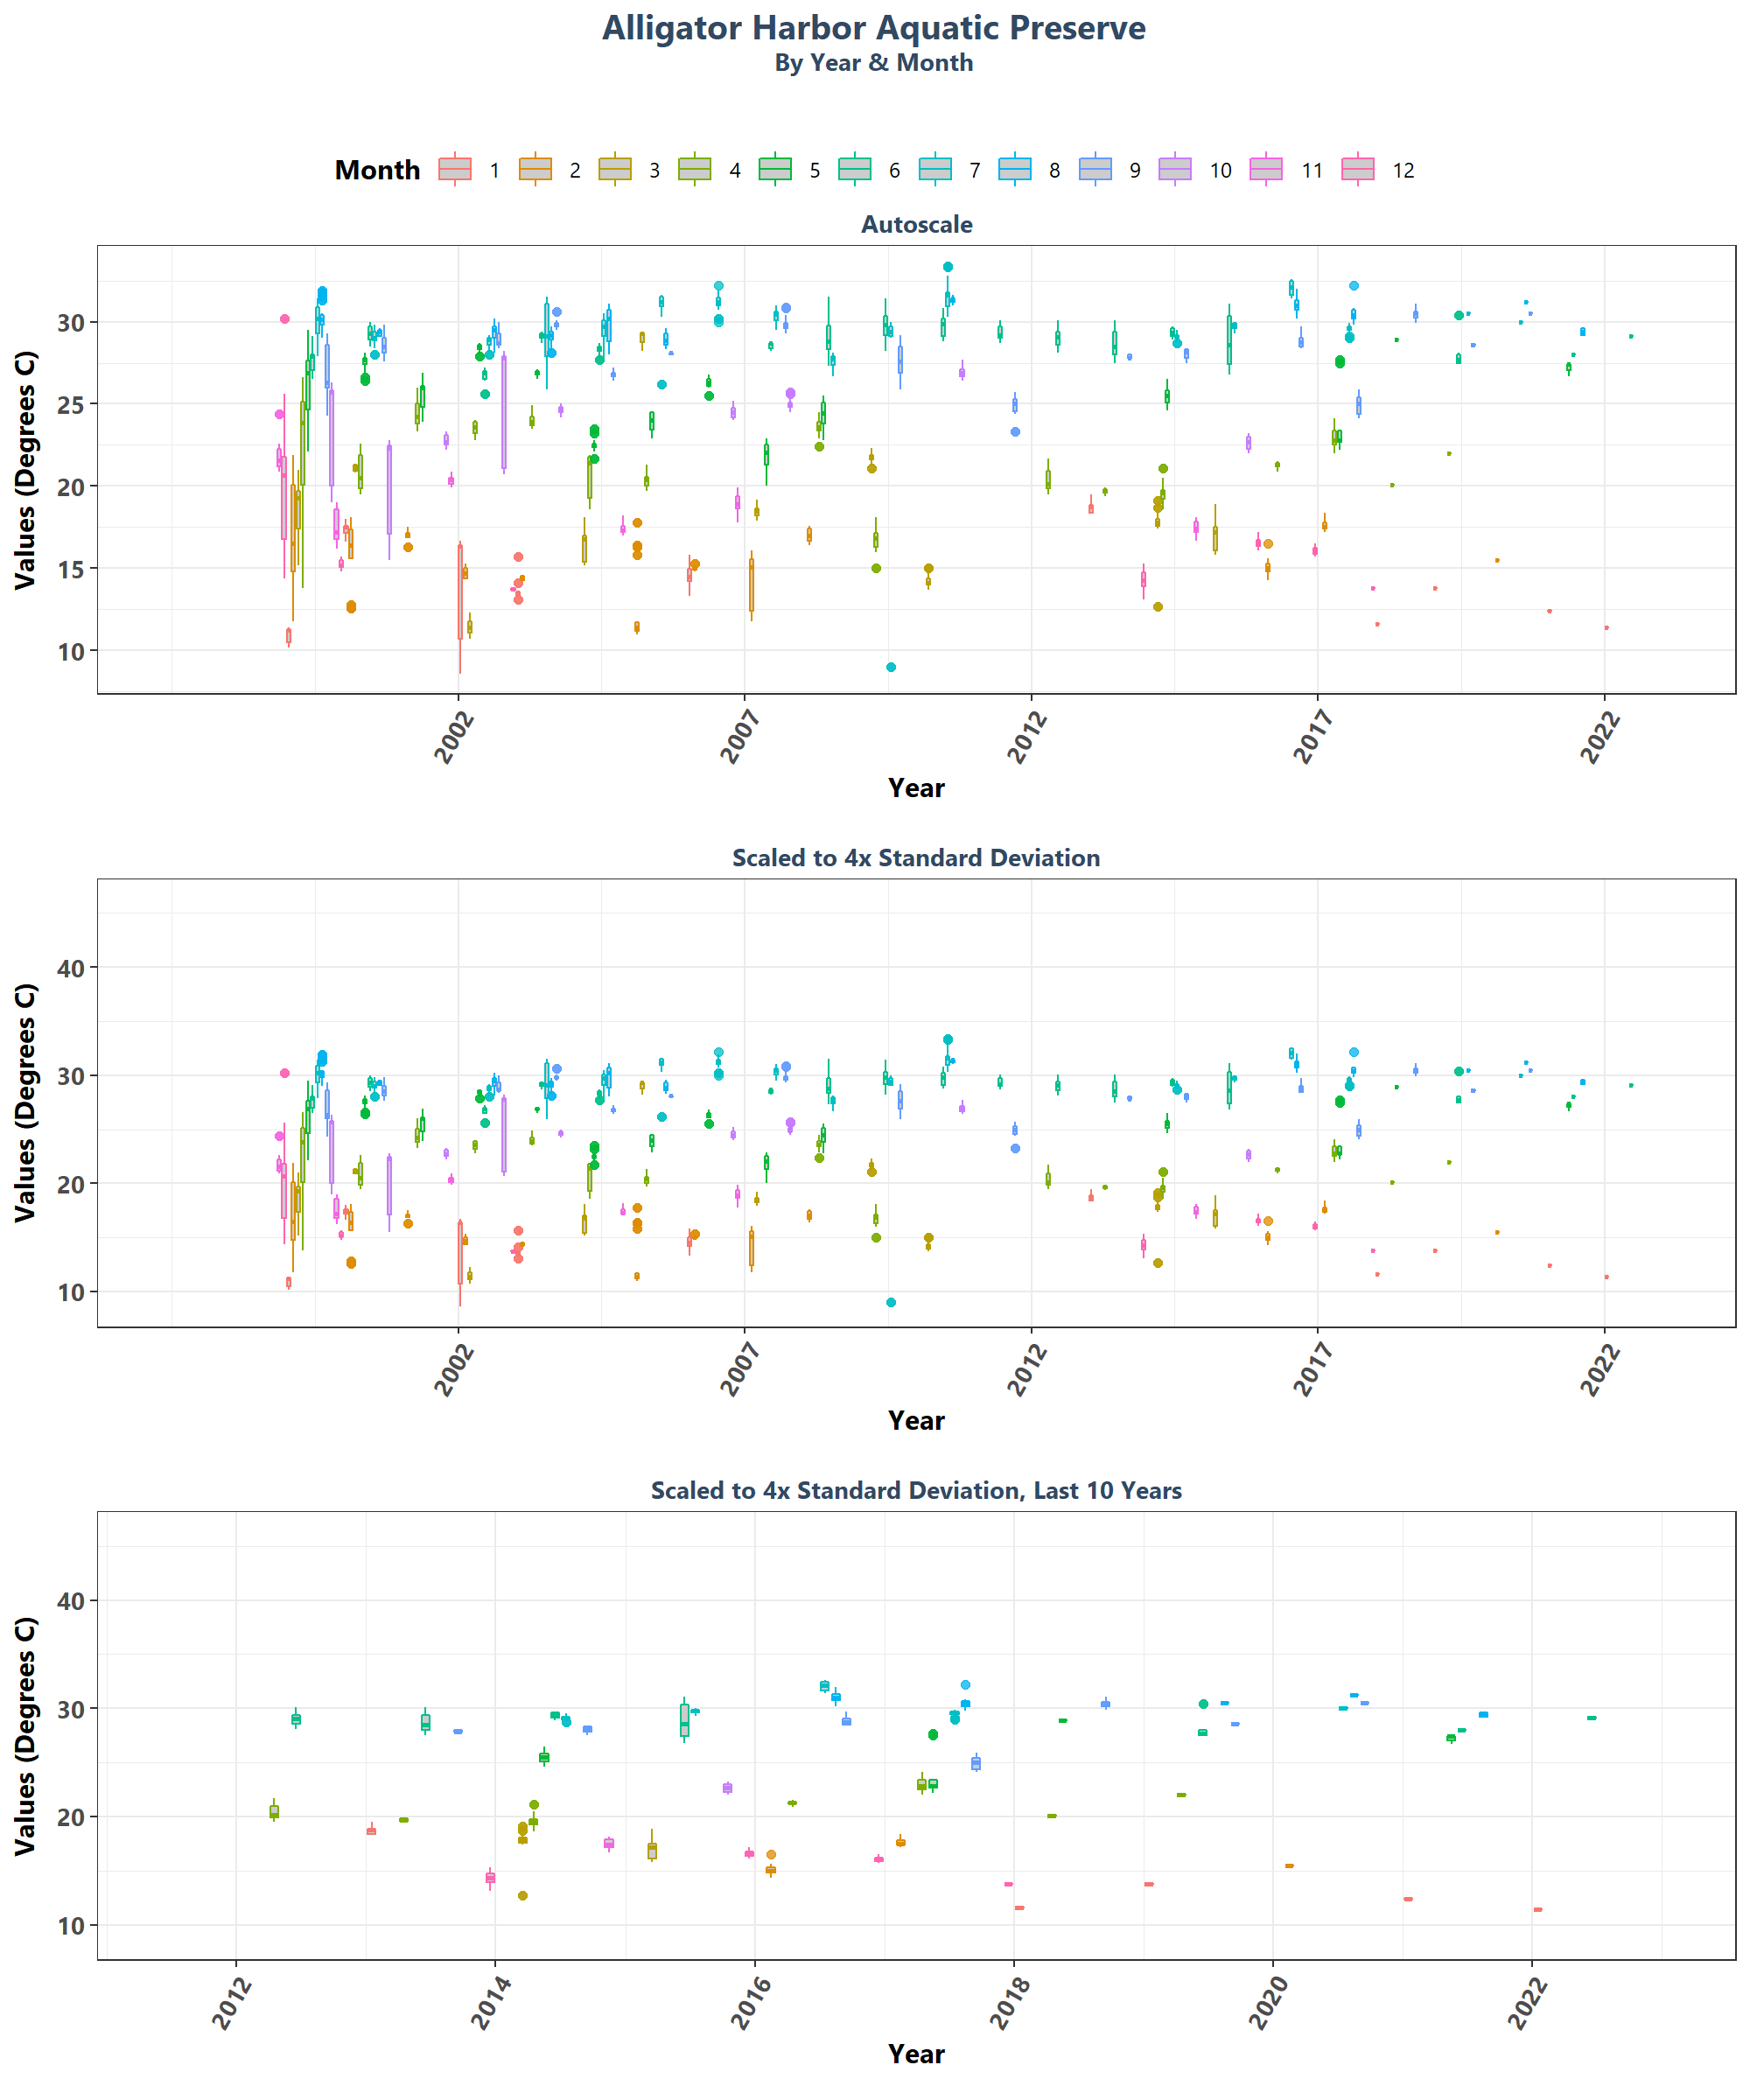 Alligator Harbor Aquatic Preserve
By Year & Month
Month 1 2 3 4 5 6 7 8 9 10 11 12
Autoscale
Values (Degrees C)
30
25
20
15
10
2002 2007 2012 2017 2022
Year
Scaled to 4x Standard Deviation
Values (Degrees C)
40
30
20
10
2002 2007 2012 2017 2022
Year
Scaled to 4x Standard Deviation, Last 10 Years
Values (Degrees C)
40
30
20
10
2012 2014 2016 2018 2020 2022
Year